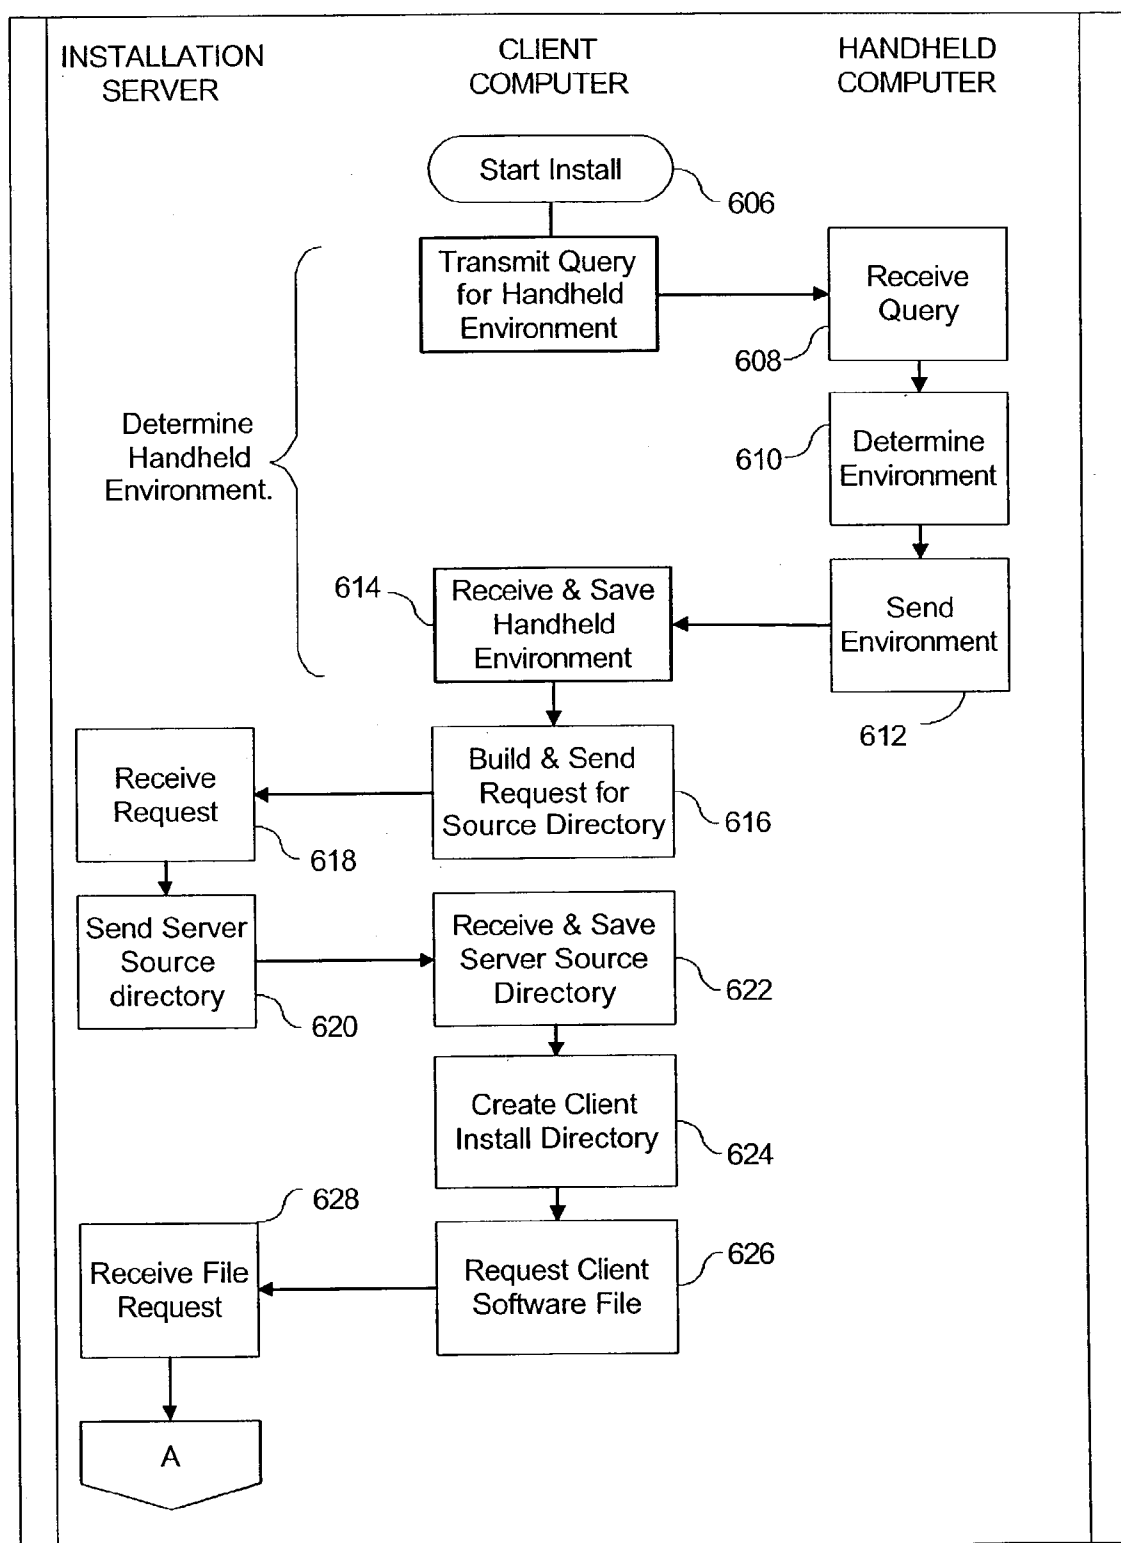 INSTALLATION
SERVER
CLIENT
COMPUTER
HANDHELD
COMPUTER
Start Install
606
Transmit Query
for Handheld
Environment
Receive
Query
608
Determine
Handheld
Environment.
610
Determine
Environment
614
Receive & Save
Handheld
Environment
Send
Environment
612
Receive
Request
618
Build & Send
Request for
Source Directory
616
Send Server
Source
directory
620
Receive & Save
Server Source
Directory
622
Create Client
Install Directory
624
628
Receive File
Request
Request Client
Software File
626
A